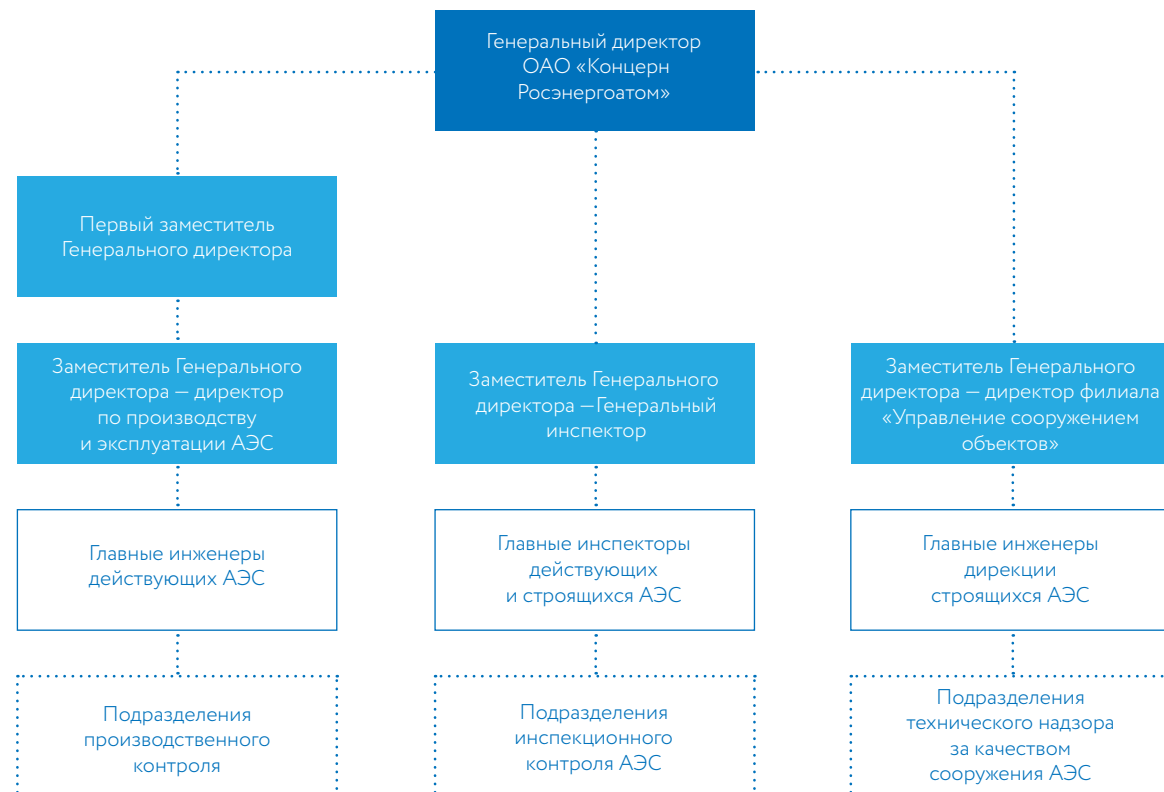 Генеральный директор
ОАО «Концерн
Росэнергоатом»
Первый заместитель
Генерального директора
Заместитель Генерального
директора — директор
по производству
и эксплуатации АЭС
Заместитель Генерального
директора —Генеральный
инспектор
Заместитель Генерального
директора — директор филиала
«Управление сооружением
объектов»
Главные инженеры
действующих АЭС
Главные инспекторы
действующих
и строящихся АЭС
Главные инженеры
дирекции
строящихся АЭС
Подразделения
производственного
контроля
Подразделения
инспекционного
контроля АЭС
Подразделения
технического надзора
за качеством
сооружения АЭС